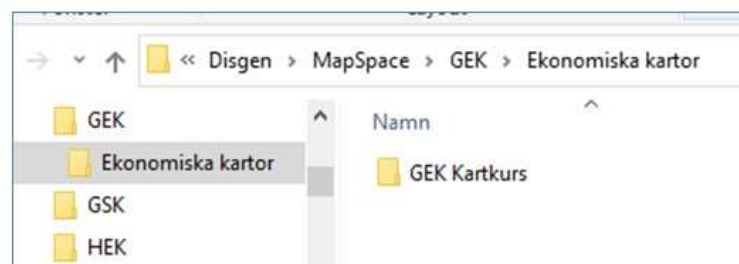 « Disgen > MapSpace > GEK > Ekonomiska kartor
GEK
Ekonomiska kartor
GSK
HEK
Namn
GEK Kartkurs